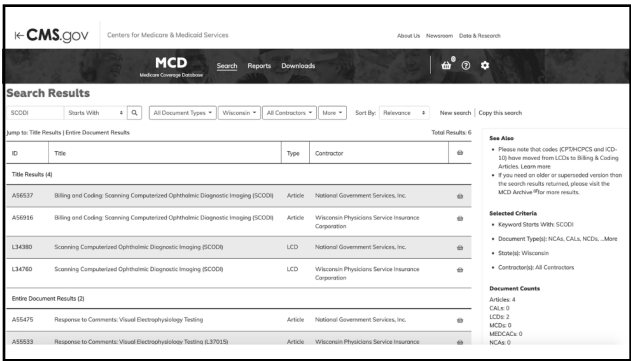 CMS.gov Centers for Medicare & Medicaid Services About Us Newsroom Data & Research
MCD
Medicare Coverage Database
Search Reports Downloads 0
Search Results
SCODI Starts With All Document Types Wisconsin All Contractors More Sort By: Relevance New search Copy this search
Jump to: Title Results | Entire Document Results Total Results: 6
ID Title Type Contractor
Title Results (4)
A56537 Billing and Coding: Scanning Computerized Ophthalmic Diagnostic Imaging (SCODI) Article National Government Services, Inc.
A56916 Billing and Coding: Scanning Computerized Ophthalmic Diagnostic Imaging (SCODI) Article Wisconsin Physicians Service Insurance
Corporation
L34380 Scanning Computerized Ophthalmic Diagnostic Imaging (SCODI) LCD National Government Services, Inc.
L34760 Scanning Computerized Ophthalmic Diagnostic Imaging (SCODI) LCD Wisconsin Physicians Service Insurance
Corporation
Entire Document Results (2)
A55475 Response to Comments: Visual Electrophysiology Testing Article National Government Services, Inc.
A55533 Response to Comments: Visual Electrophysiology Testing (L37015) Article Wisconsin Physicians Service Insurance
See Also
• Please note that codes (CPT/HCPCS and ICD-
10) have moved from LCDs to Billing & Coding
Articles. Learn more
• If you need an older or superseded version than
the search results returned, please visit the
MCD Archive for more results.
Selected Criteria
• Keyword Starts With: SCODI
• Document Type(s): NCAs, CALs, NCDs, ...More
• State(s): Wisconsin
• Contractor(s): All Contractors
Document Counts
Articles: 4
CALs: 0
LCDs: 2
MCDs: 0
MEDCACs: 0
NCAs: 0